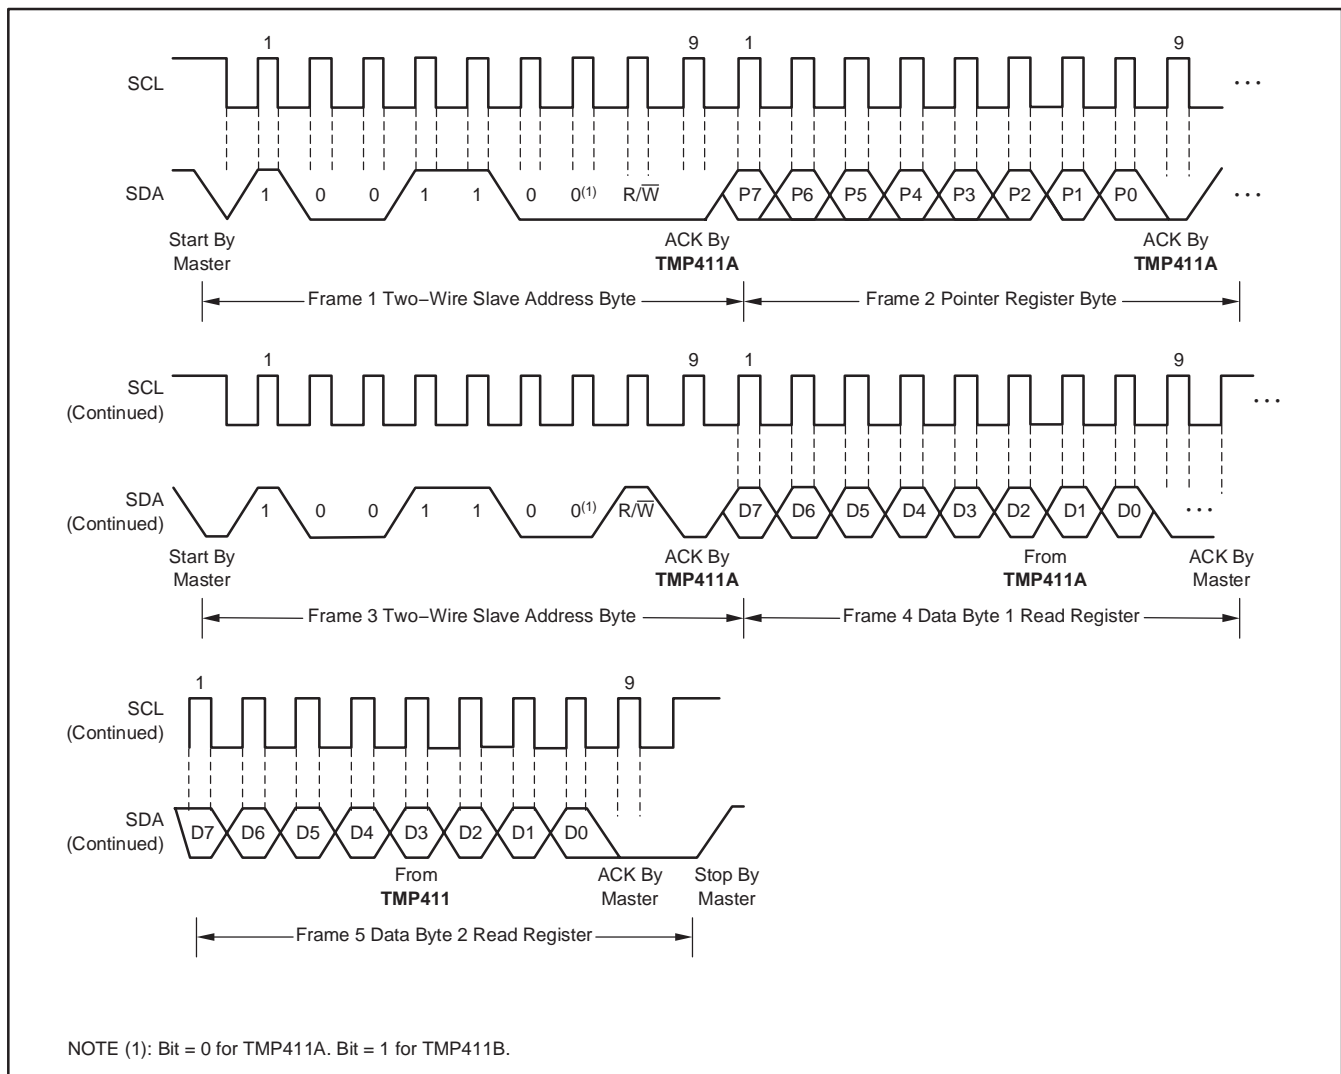 1 9 1 9
SCL ...
SDA 1 0 0 1 1 0 0(1) R/W̅ P7 P6 P5 P4 P3 P2 P1 P0 ...
Start By ACK By ACK By
Master TMP411A TMP411A
Frame 1 Two−Wire Slave Address Byte Frame 2 Pointer Register Byte
1 9 1 9
SCL
(Continued) ...
SDA 1 0 0 1 1 0 0(1) R/W̅ D7 D6 D5 D4 D3 D2 D1 D0 ...
(Continued)
Start By ACK By From ACK By
Master TMP411A TMP411A Master
Frame 3 Two−Wire Slave Address Byte Frame 4 Data Byte 1 Read Register
1 9
SCL
(Continued)
SDA D7 D6 D5 D4 D3 D2 D1 D0
(Continued)
From ACK By Stop By
TMP411 Master Master
Frame 5 Data Byte 2 Read Register
NOTE (1): Bit = 0 for TMP411A. Bit = 1 for TMP411B.